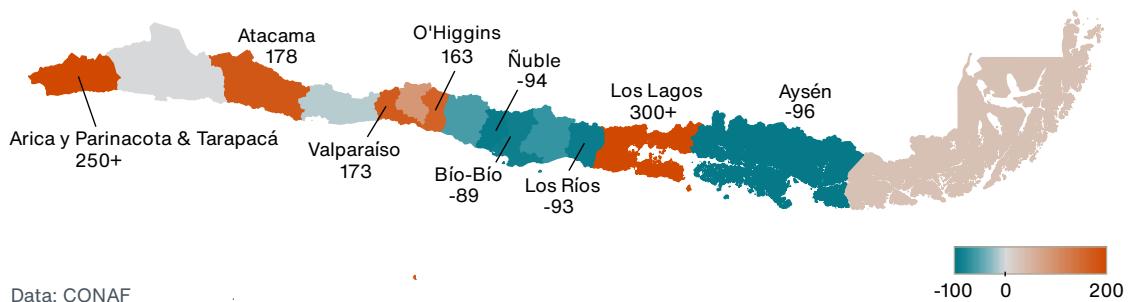 Atacama
178
O'Higgins
163
Ñuble
-94
Los Lagos
300+
Aysén
-96
Arica y Parinacota & Tarapacá
250+
Valparaíso
173
Bío-Bío
-89
Los Ríos
-93
-100 0 200
Data: CONAF